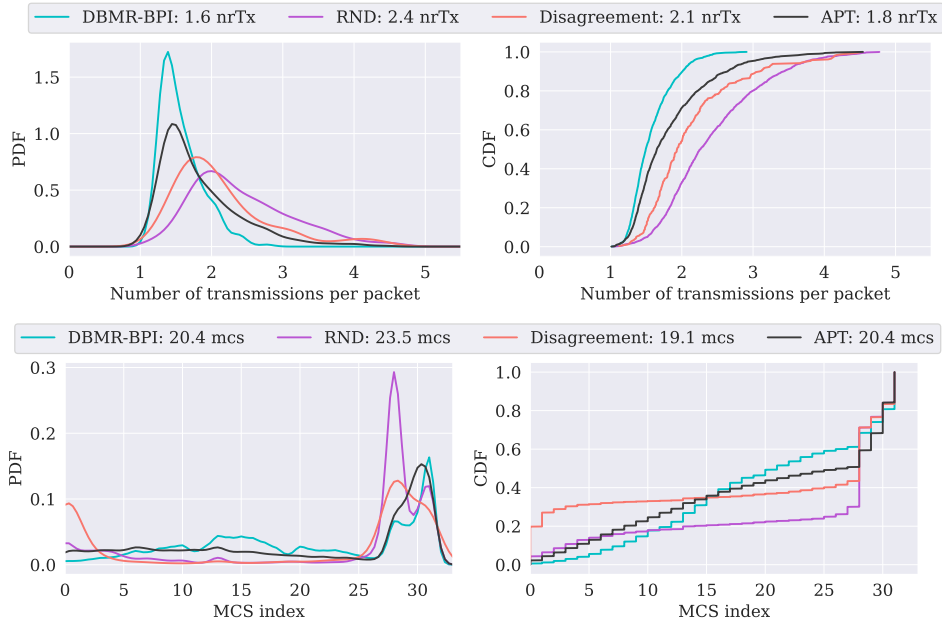 DBMR-BPI: 1.6 nrTx RND: 2.4 nrTx Disagreement: 2.1 nrTx APT: 1.8 nrTx
PDF
1.5
1.0
0.5
0.0
0 1 2 3 4 5
Number of transmissions per packet
CDF
1.0
0.8
0.6
0.4
0.2
0.0
0 1 2 3 4 5
Number of transmissions per packet
DBMR-BPI: 20.4 mcs RND: 23.5 mcs Disagreement: 19.1 mcs APT: 20.4 mcs
PDF
0.3
0.2
0.1
0.0
0 5 10 15 20 25 30
MCS index
CDF
1.0
0.8
0.6
0.4
0.2
0.0
0 5 10 15 20 25 30
MCS index